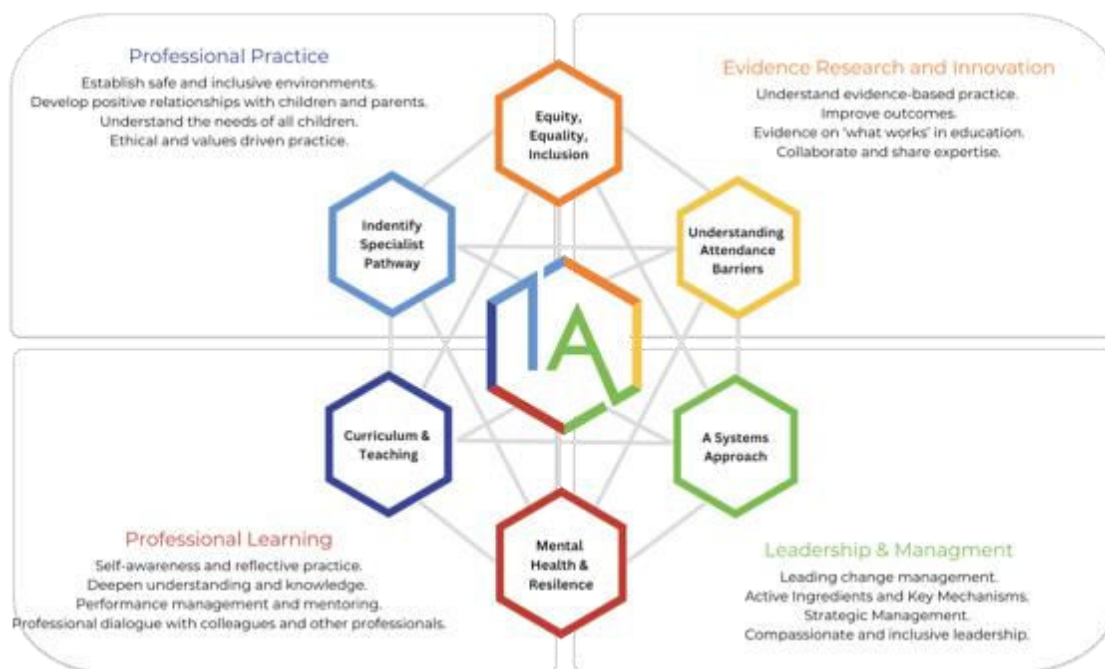 Professional Practice
Establish safe and inclusive environments.
Develop positive relationships with children and parents.
Understand the needs of all children.
Ethical and values driven practice.
Evidence Research and Innovation
Understand evidence-based practice.
Improve outcomes.
Evidence on 'what works' in education.
Collaborate and share expertise.
Equity,
Equality,
Inclusion
Indentify
Specialist
Pathway
Understanding
Attendance
Barriers
1A
Curriculum &
Teaching
A Systems
Approach
Mental
Health &
Resilence
Professional Learning
Self-awareness and reflective practice.
Deepen understanding and knowledge.
Performance management and mentoring.
Professional dialogue with colleagues and other professionals.
Leadership & Managment
Leading change management.
Active Ingredients and Key Mechanisms.
Strategic Management.
Compassionate and inclusive leadership.